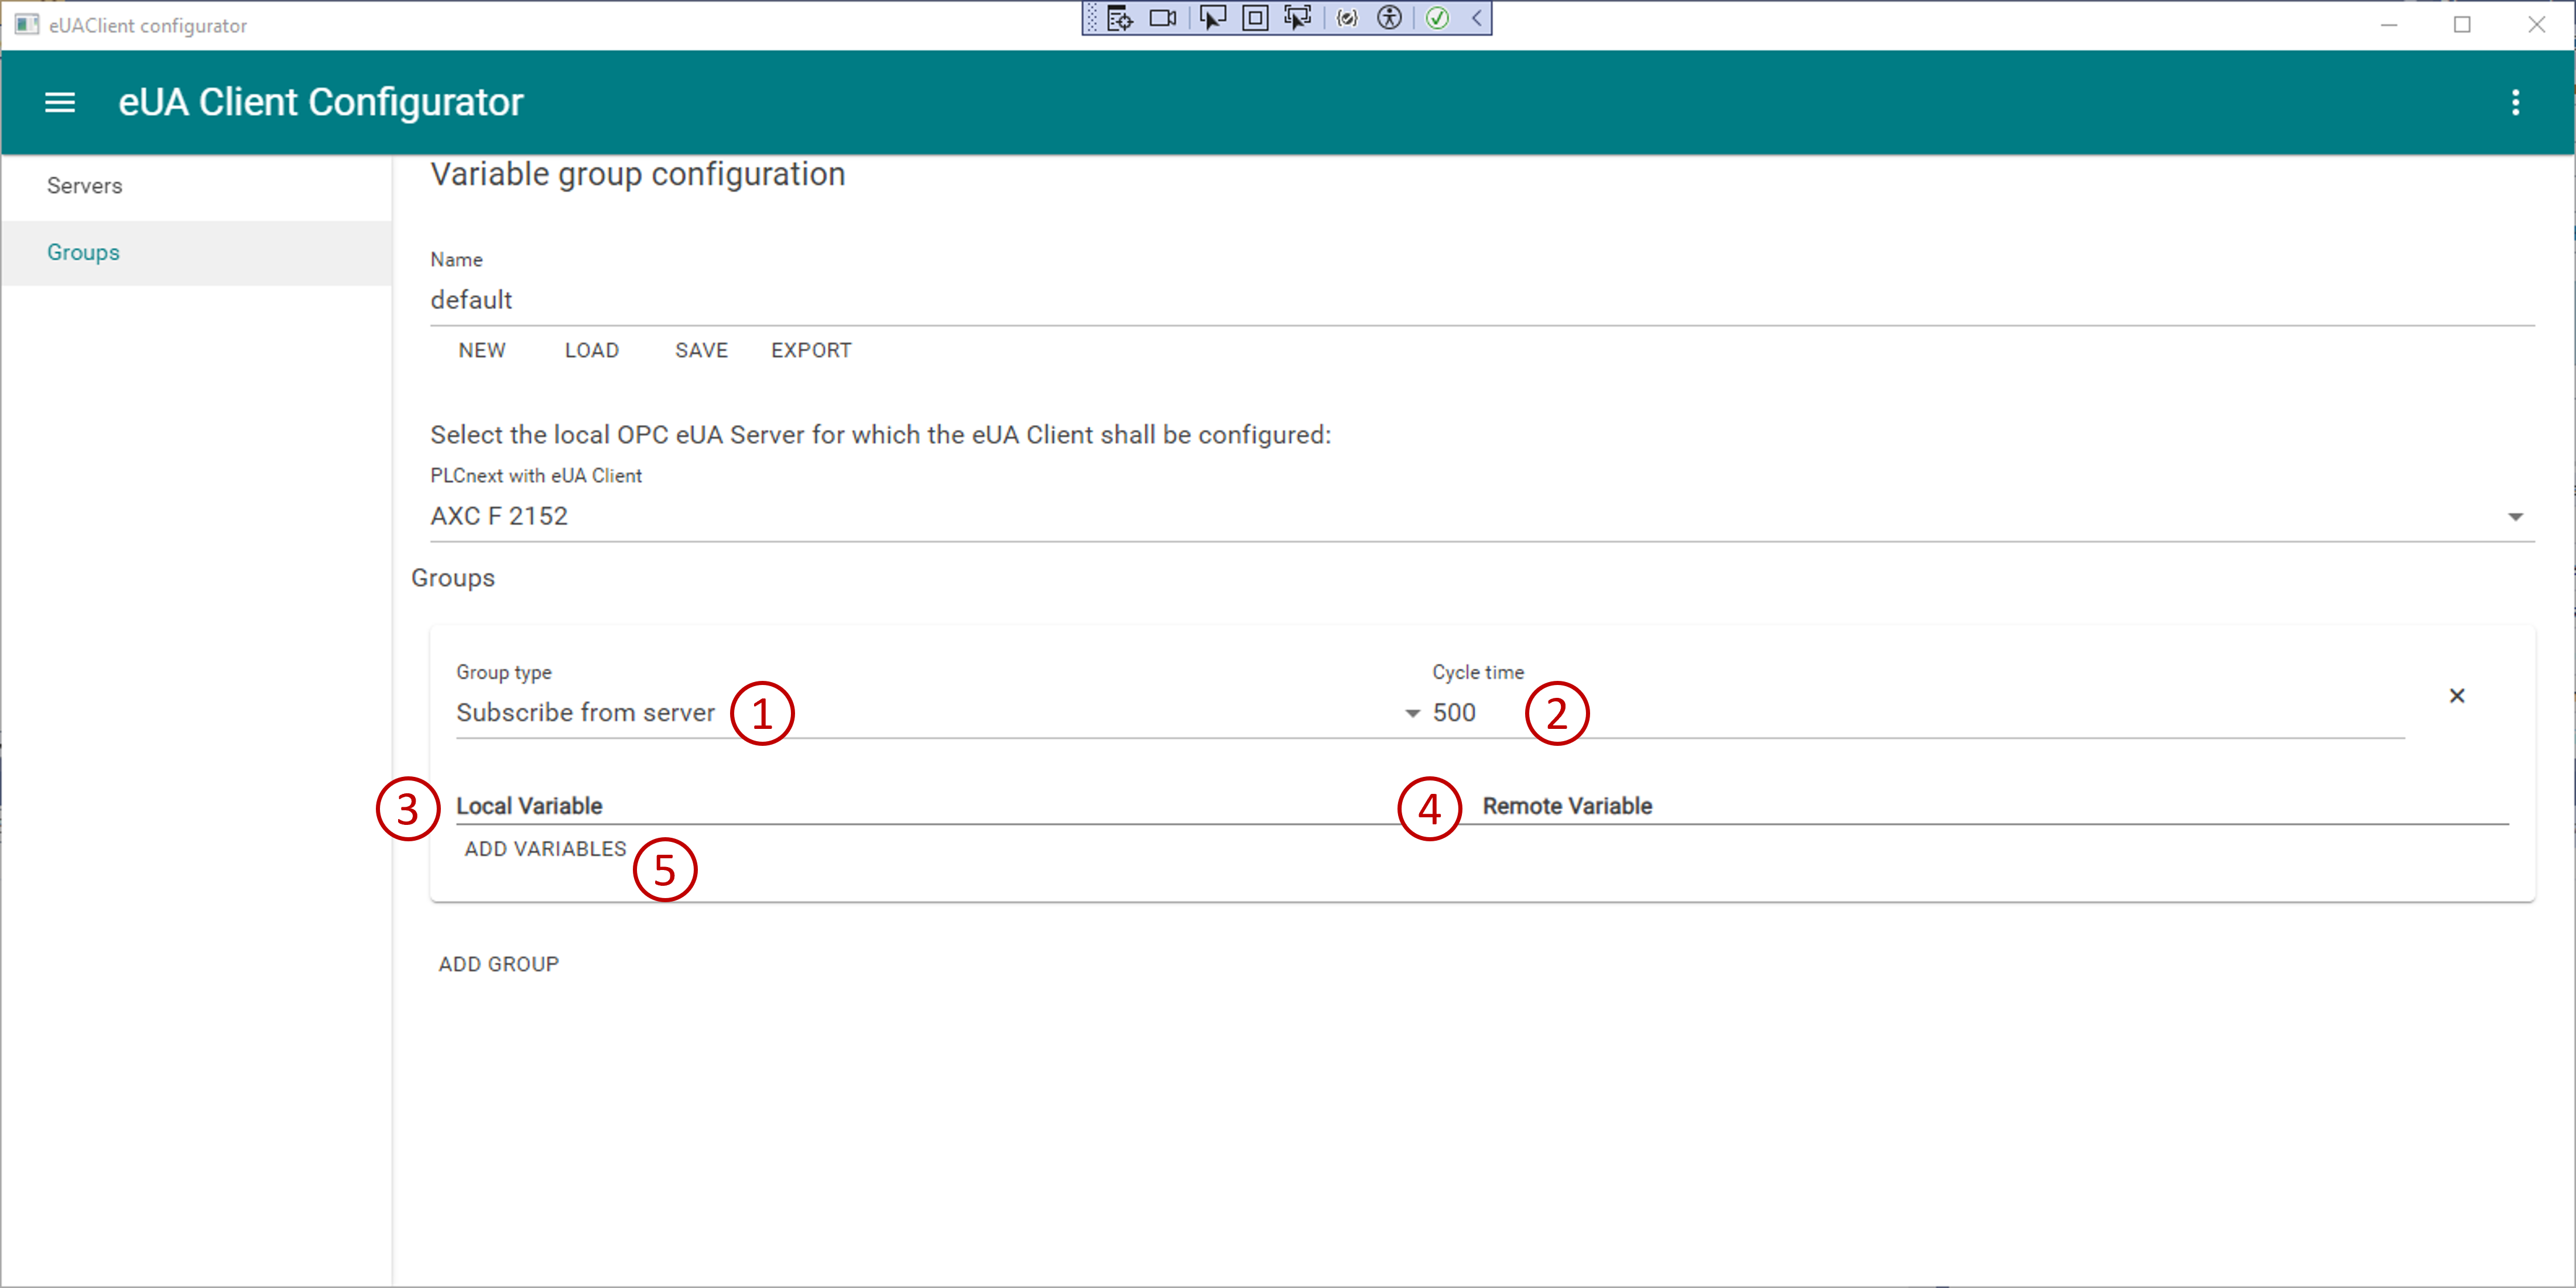 eUAClient configurator
eUA Client Configurator
Servers
Groups
Variable group configuration
Name
default
NEW LOAD SAVE EXPORT
Select the local OPC eUA Server for which the eUA Client shall be configured:
PLCnext with eUA Client
AXC F 2152
Groups
Group type Cycle time
Subscribe from server 1 500 2
3 Local Variable 4 Remote Variable
ADD VARIABLES 5
ADD GROUP